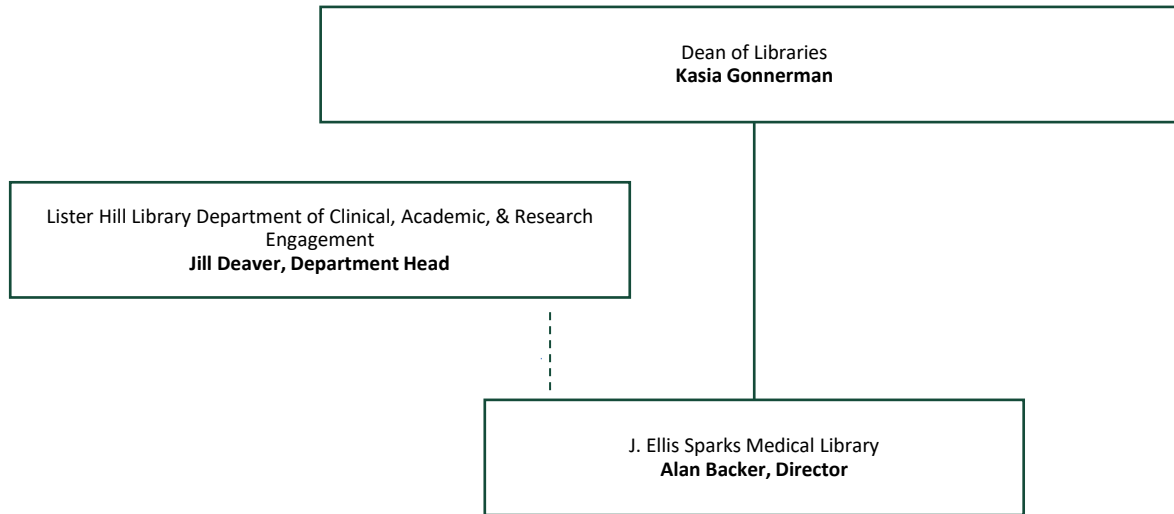 Dean of Libraries
Kasia Gonnerman
Lister Hill Library Department of Clinical, Academic, & Research
Engagement
Jill Deaver, Department Head
J. Ellis Sparks Medical Library
Alan Backer, Director